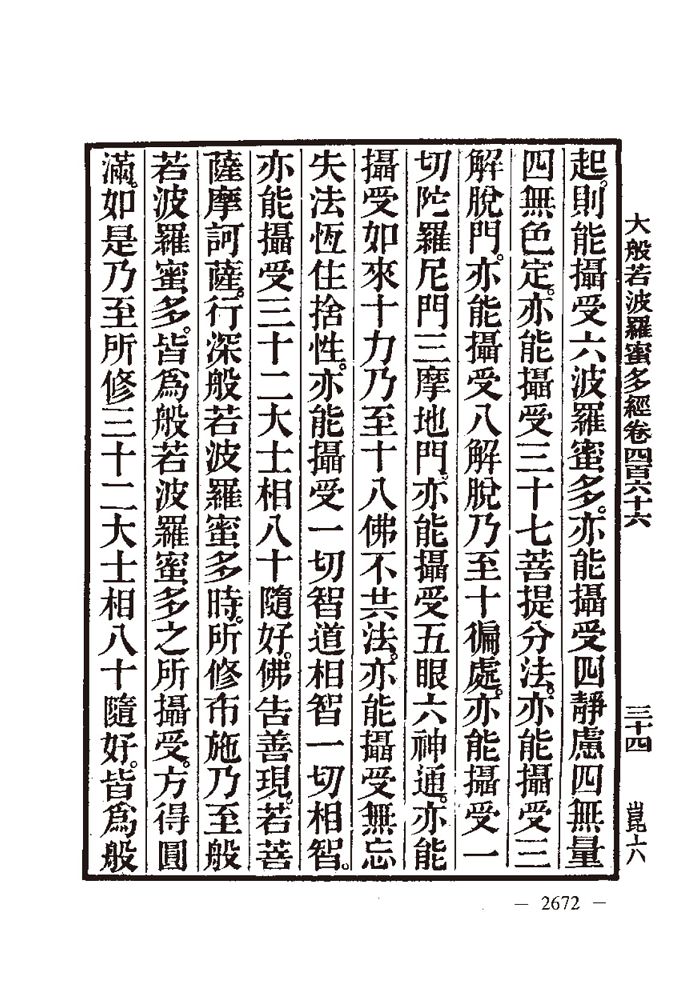 大般若波羅蜜多經卷四百六十六
三十四
崑上八
起。則能攝受六波羅蜜多。亦能攝受四靜慮四無量
四無色定。亦能攝受三十七菩提分法。亦能攝受三
解脫門。亦能攝受八解脫乃至十徧處。亦能攝受一
切陀羅尼門三摩地門。亦能攝受五眼六神通。亦能
攝受如來十力乃至十八佛不共法。亦能攝受無忘
失法恆住捨性。亦能攝受一切智道相智一切相智。
亦能攝受三十二大士相八十隨好。佛告善現。若菩
薩摩訶薩。行深般若波羅蜜多時。所修布施乃至般
若波羅蜜多。皆爲般若波羅蜜多之所攝受。方得圓
滿。如是乃至所修三十二大士相八十隨好。皆爲般
— 2672 —